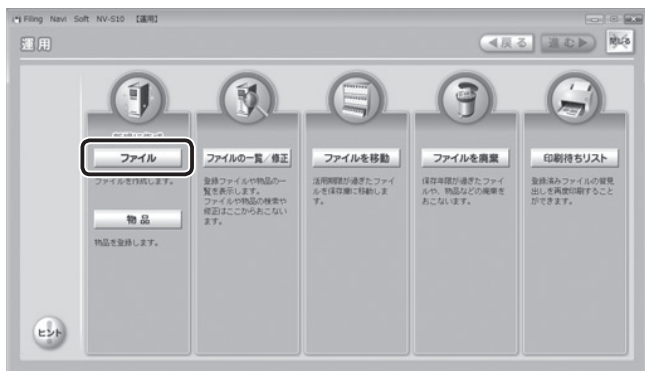 Filing Navi Soft NV-S10 【運用】
運用
◀戻る
進む▶
閉じる
ファイル
ファイルを作成します。
物品
物品を登録します。
ファイルの一覧／修正
登録ファイルや物品の一
覧を表示します。
ファイルや物品の検索や
修正はここからおこない
ます。
ファイルを移動
活用期限が過ぎたファイ
ルを保存庫に移動しま
す。
ファイルを廃棄
保存年限が過ぎたファイ
ルや、物品などの廃棄を
おこないます。
印刷待ちリスト
登録済みファイルの背見
出しを再度印刷すること
ができます。
ヒント